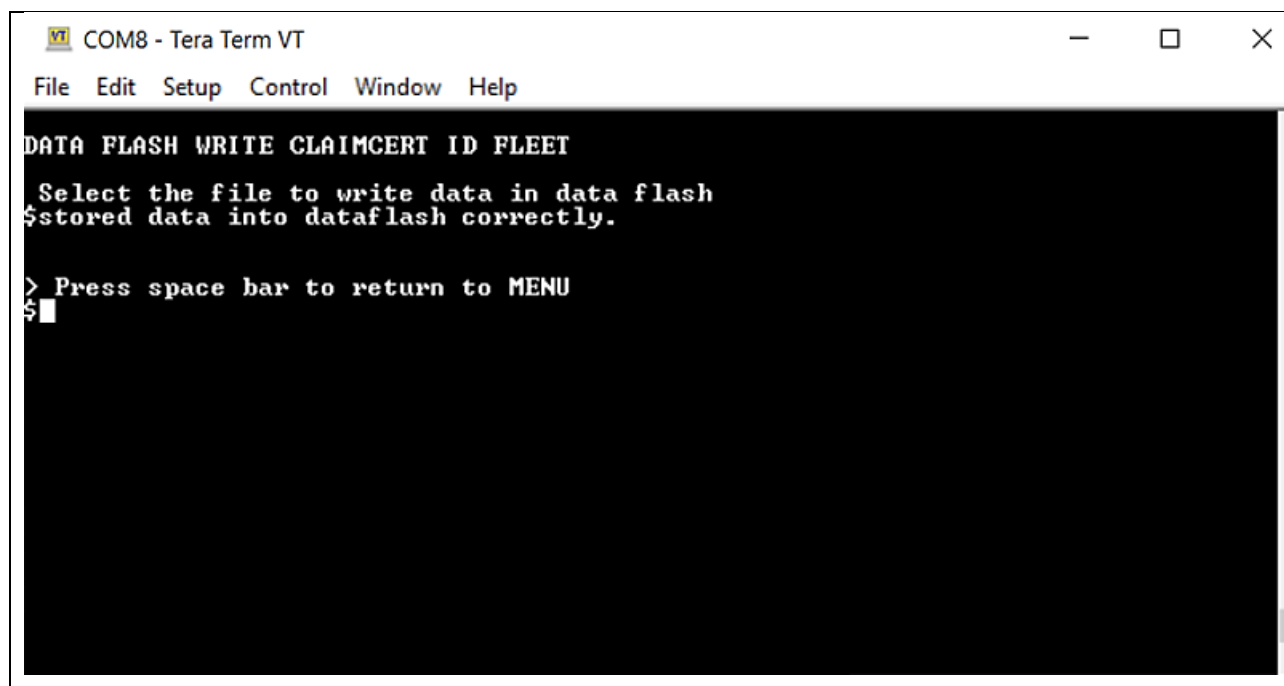 COM8 - Tera Term VT
File Edit Setup Control Window Help
DATA FLASH WRITE CLAIMCERT ID FLEET
Select the file to write data in data flash
$stored data into dataflash correctly.
> Press space bar to return to MENU
$